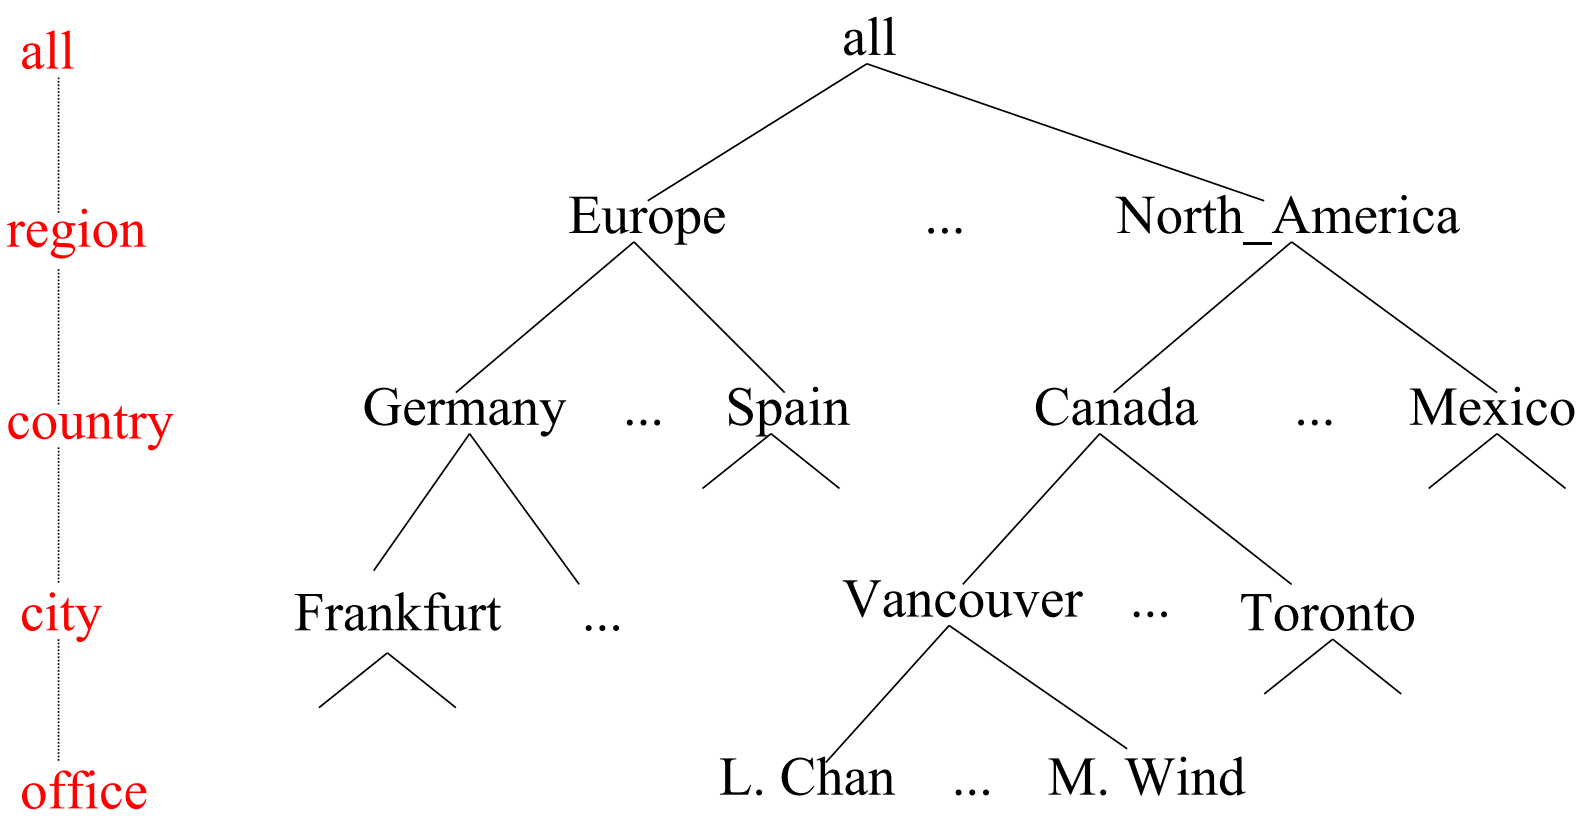 all
all
region
Europe ... North_America
country
Germany ... Spain Canada ... Mexico
city
Frankfurt ... Vancouver ... Toronto
office
L. Chan ... M. Wind